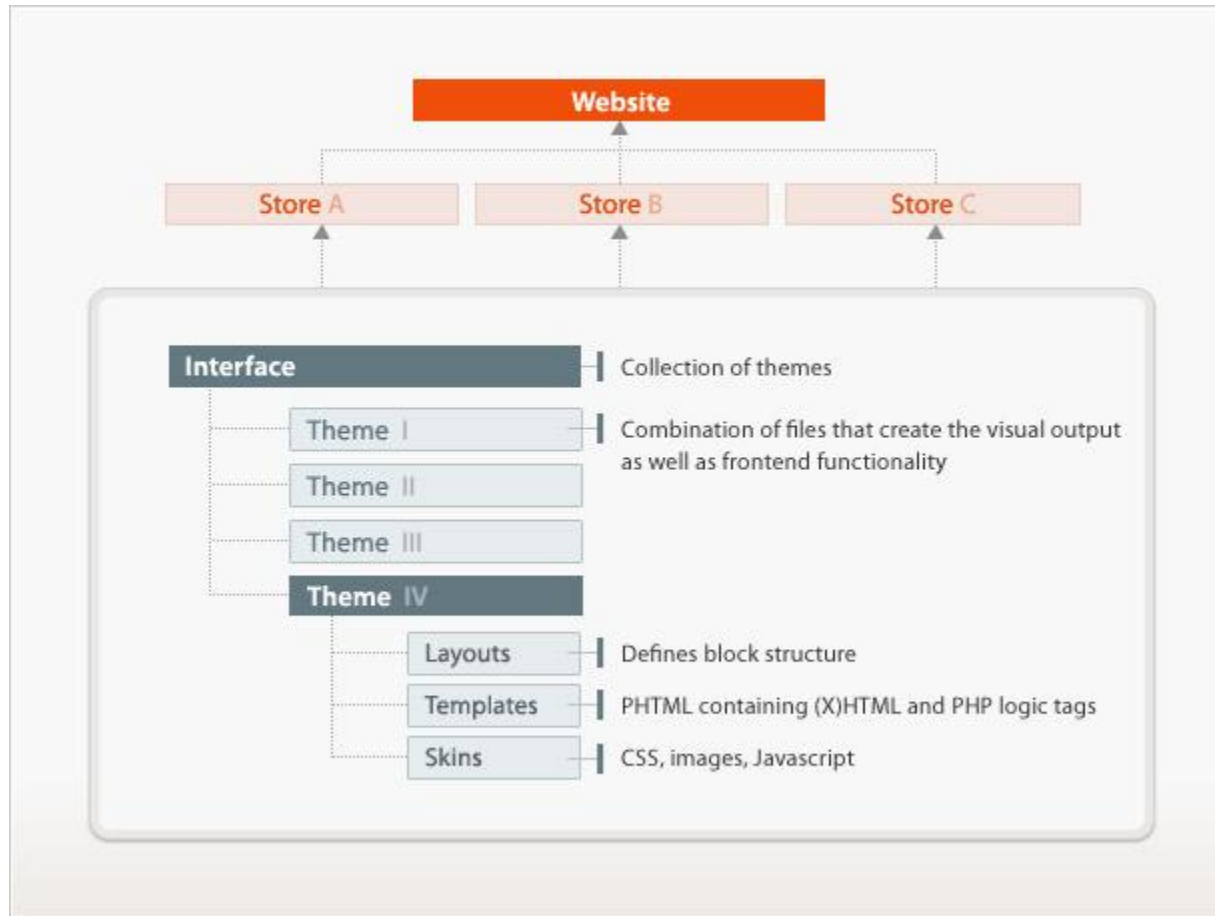 Website
Store A
Store B
Store C
Interface
Collection of themes
Theme I
Combination of files that create the visual output
as well as frontend functionality
Theme II
Theme III
Theme IV
Layouts
Defines block structure
Templates
PHTML containing (X)HTML and PHP logic tags
Skins
CSS, images, Javascript